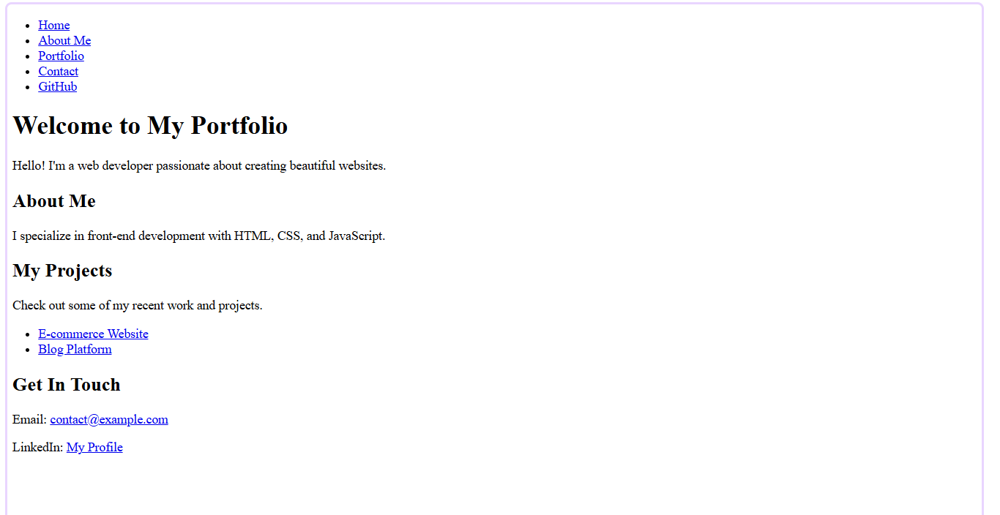 Home
About Me
Portfolio
Contact
GitHub
Welcome to My Portfolio
Hello! I'm a web developer passionate about creating beautiful websites.
About Me
I specialize in front-end development with HTML, CSS, and JavaScript.
My Projects
Check out some of my recent work and projects.
E-commerce Website
Blog Platform
Get In Touch
Email: contact@example.com
LinkedIn: My Profile